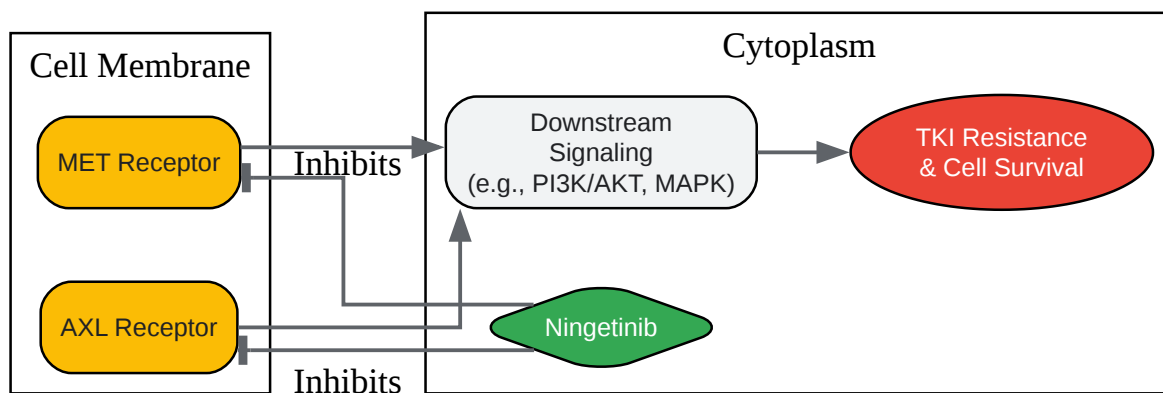 Cell Membrane
Cytoplasm
MET Receptor
Inhibits
Downstream
Signaling
(e.g., PI3K/AKT, MAPK)
TKI Resistance
& Cell Survival
AXL Receptor
Ningetinib
Inhibits